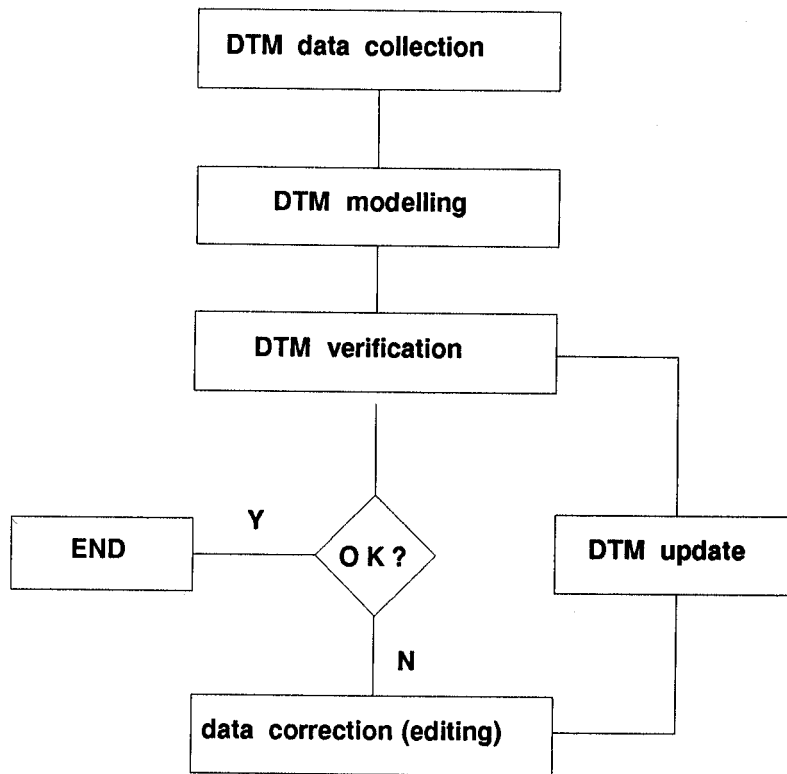 DTM data collection
DTM modelling
DTM verification
Y
END
O K ?
DTM update
N
data correction (editing)